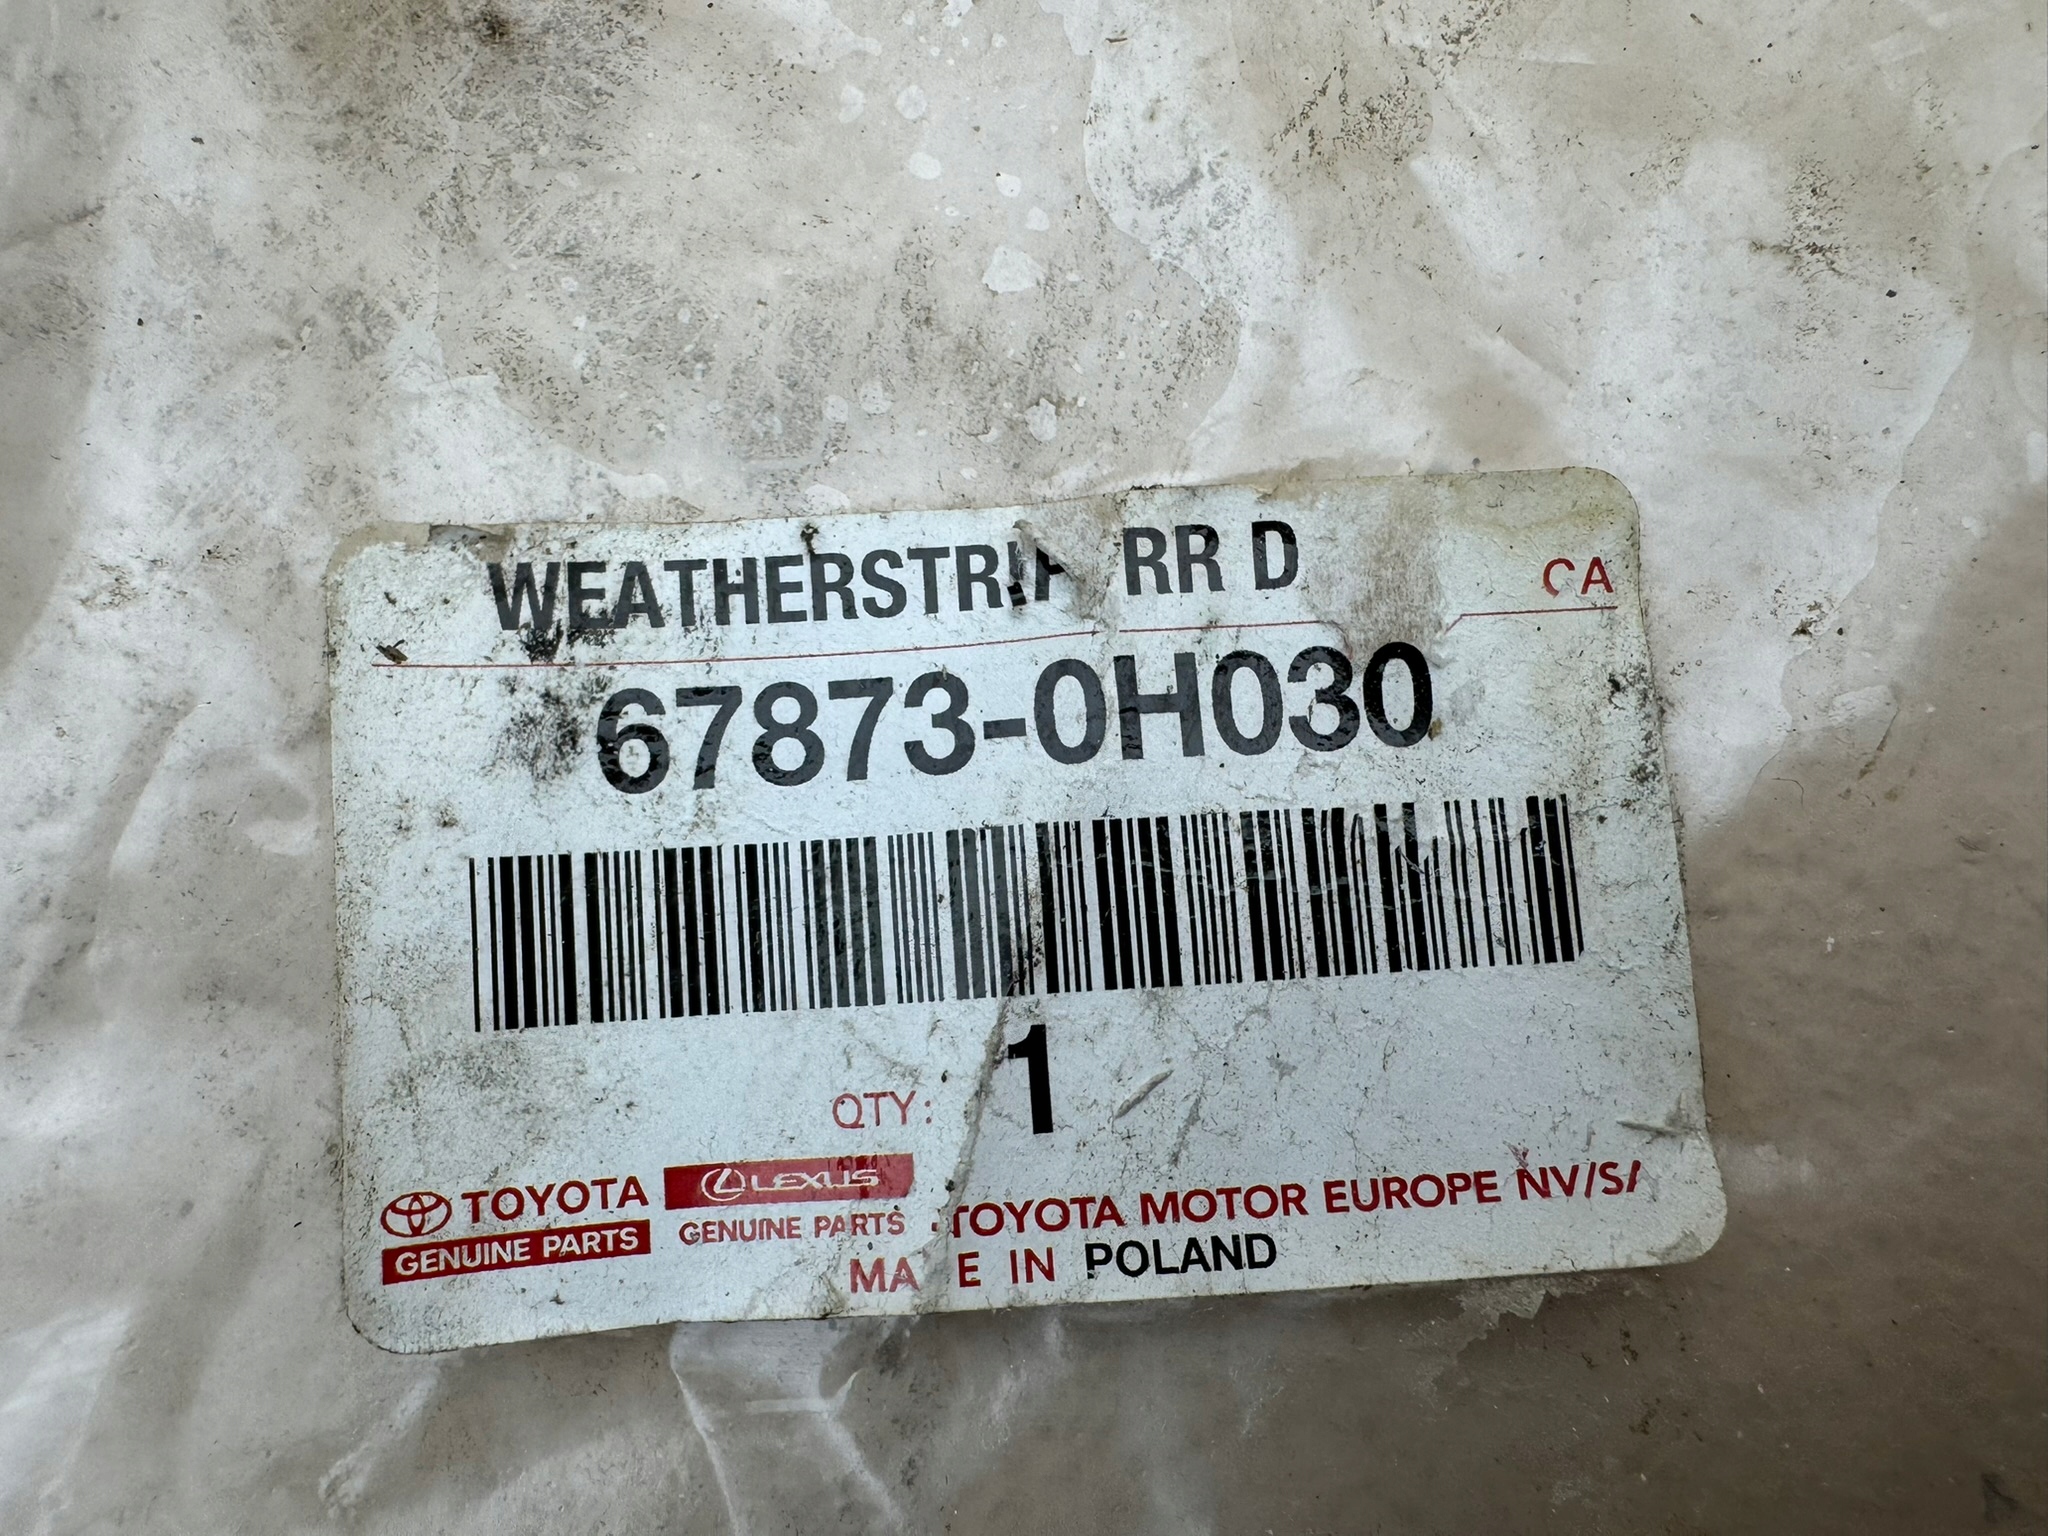 WEATHERSTRIP RR D
CA
67873-0H030
QTY: 1
TOYOTA
GENUINE PARTS
LEXUS
GENUINE PARTS
TOYOTA MOTOR EUROPE NV/S
MA E IN POLAND